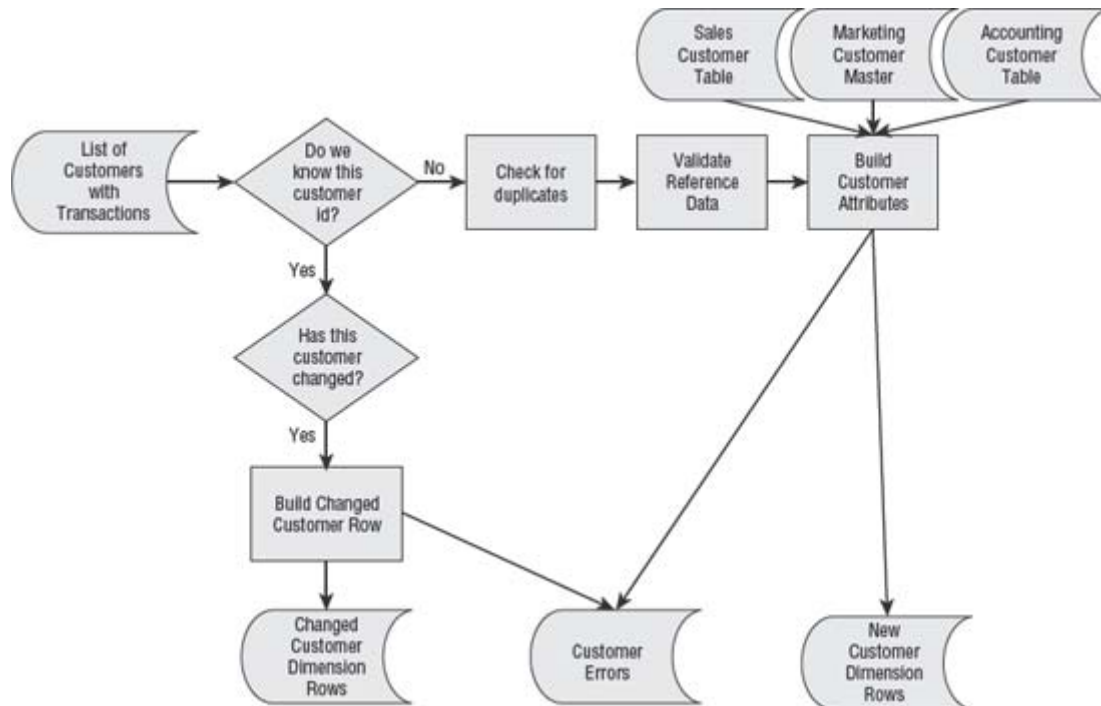 Sales
Customer
Table
Marketing
Customer
Master
Accounting
Customer
Table
List of
Customers
with
Transactions
Do we
know this
customer
id?
No
Check for
duplicates
Validate
Reference
Data
Build
Customer
Attributes
Yes
Has this
customer
changed?
Yes
Build Changed
Customer Row
Changed
Customer
Dimension
Rows
Customer
Errors
New
Customer
Dimension
Rows